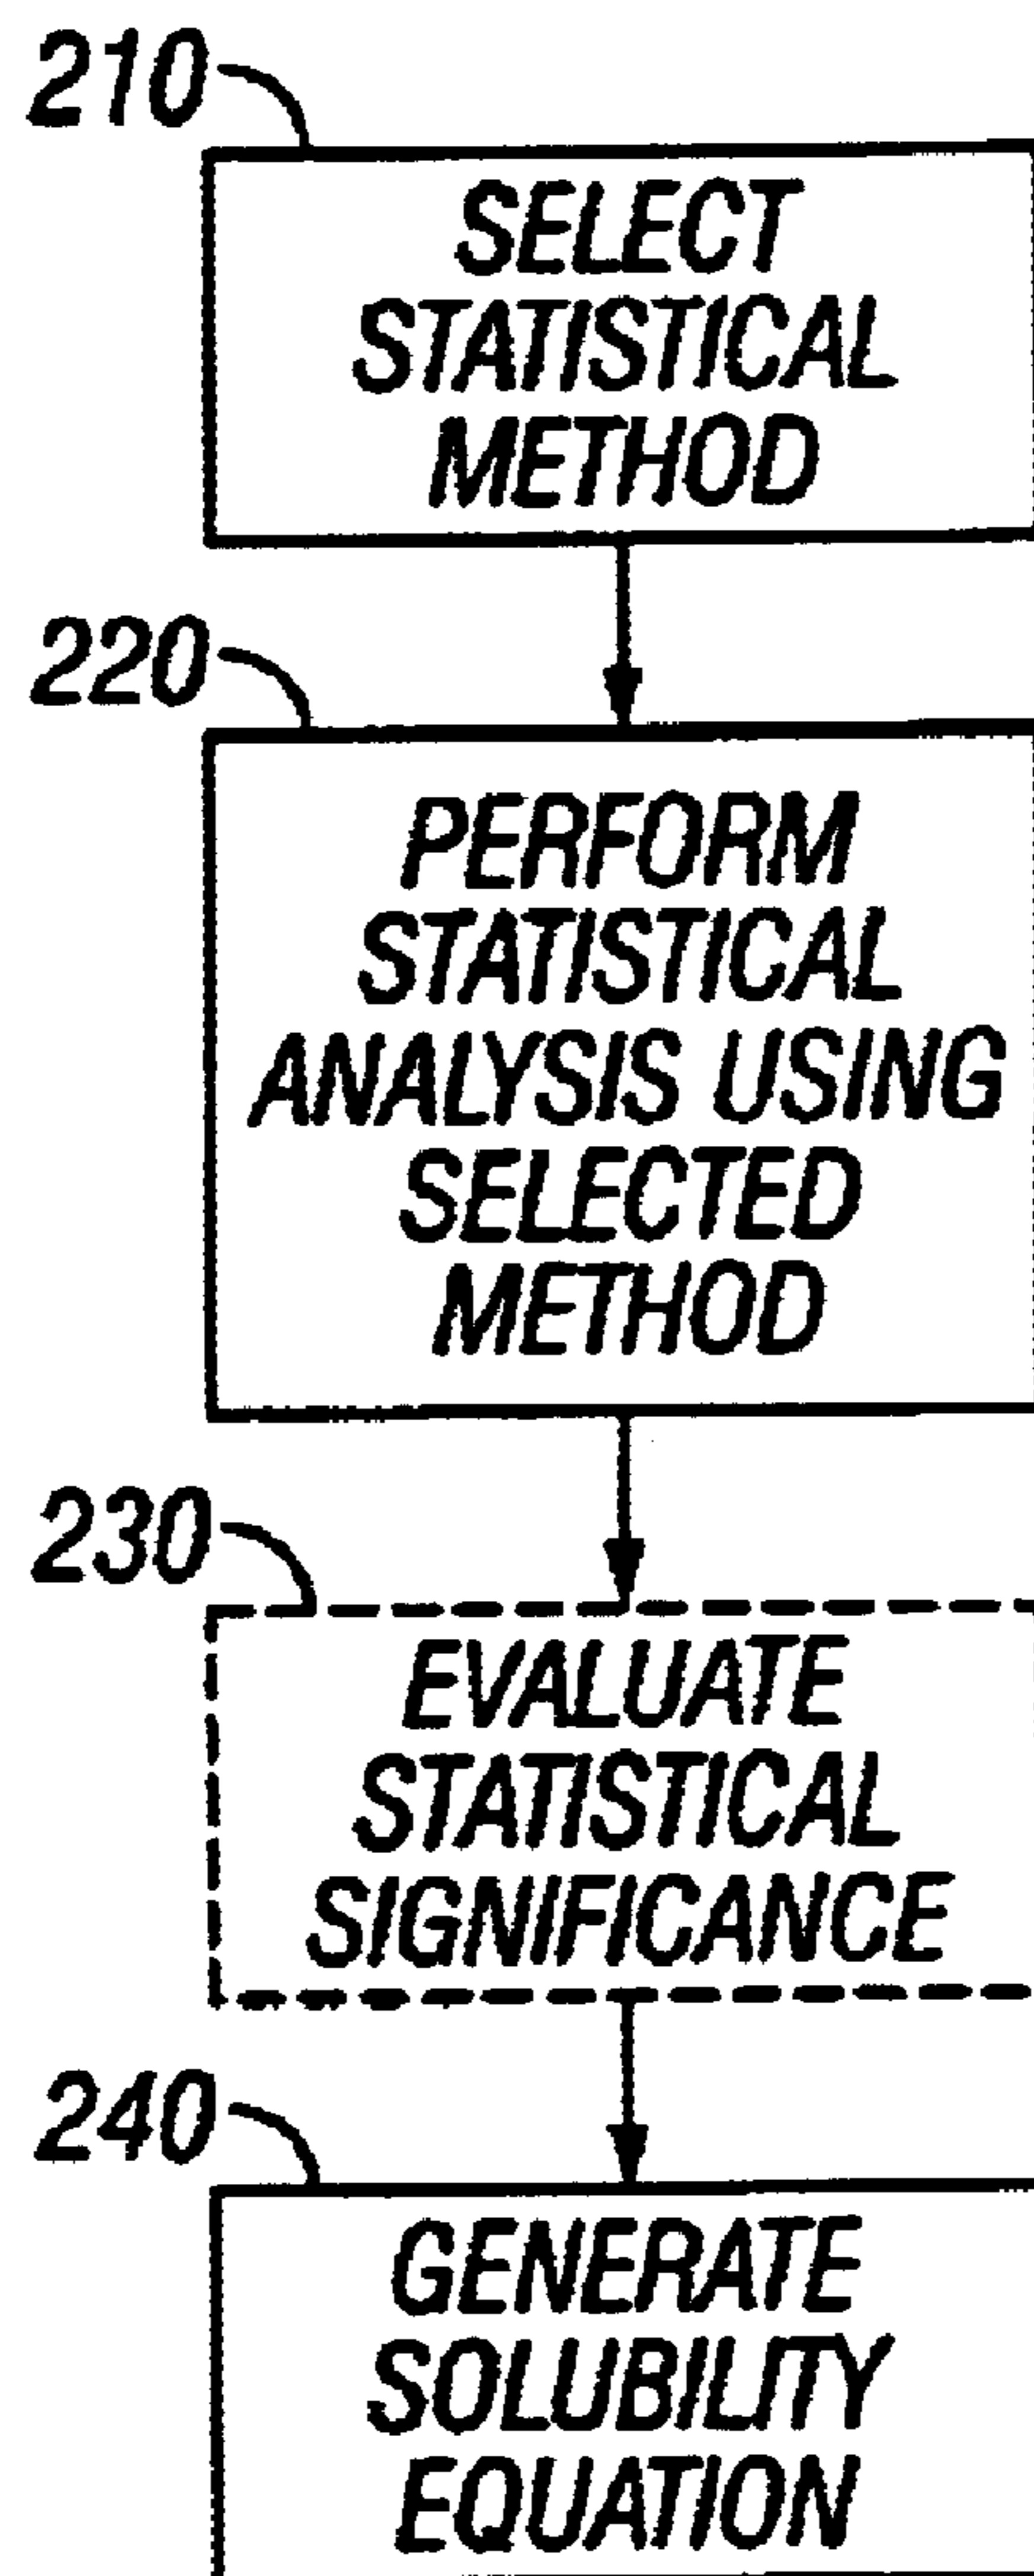 210
SELECT
STATISTICAL
METHOD
220
PERFORM
STATISTICAL
ANALYSIS USING
SELECTED
METHOD
230
EVALUATE
STATISTICAL
SIGNIFICANCE
240
GENERATE
SOLUBILITY
EQUATION